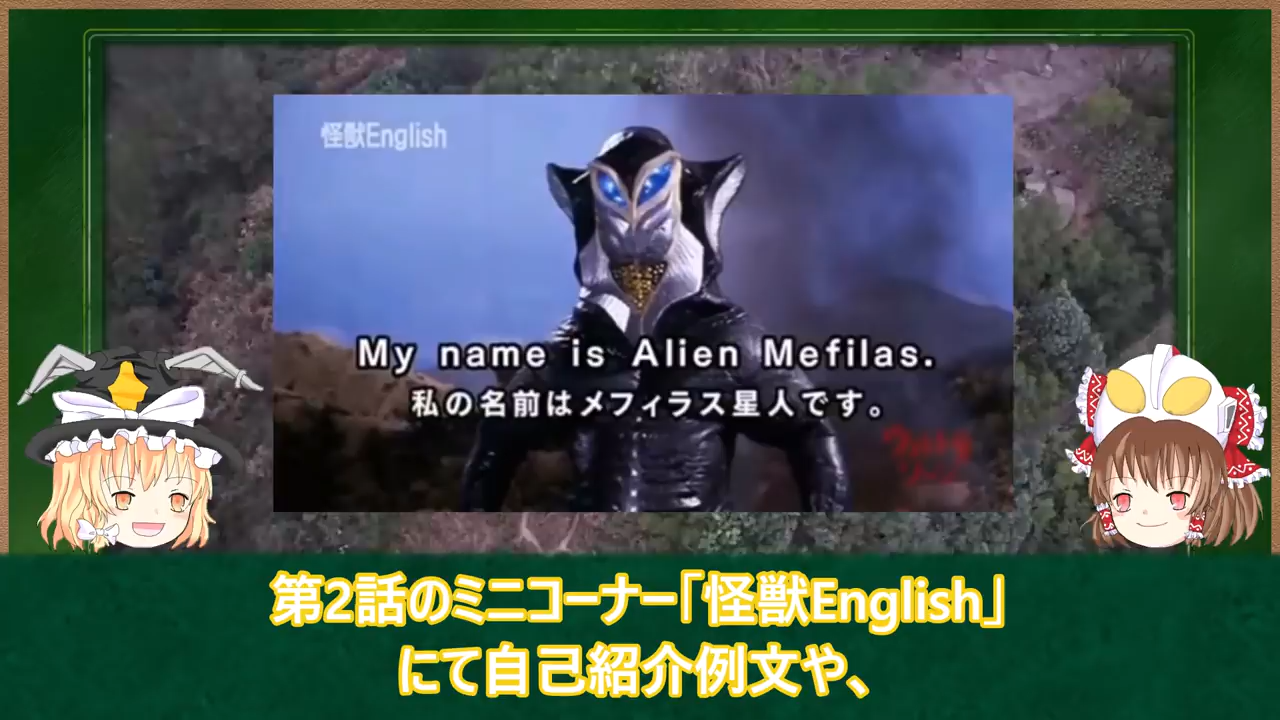 怪獣English
My name is Alien Mefilas.
私の名前はメフィラス星人です。
第2話のミニコーナー「怪獣English」
にて自己紹介例文や、